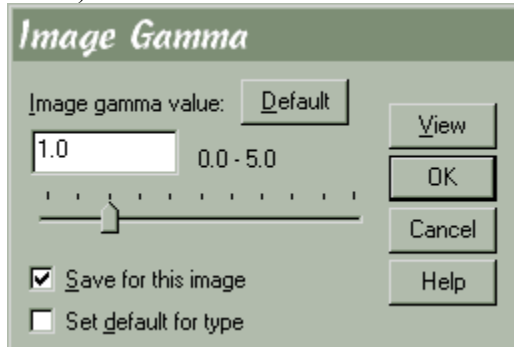 Image Gamma
Image gamma value: Default
1.0 0.0 - 5.0
View
OK
Cancel
Help
Save for this image
Set default for type